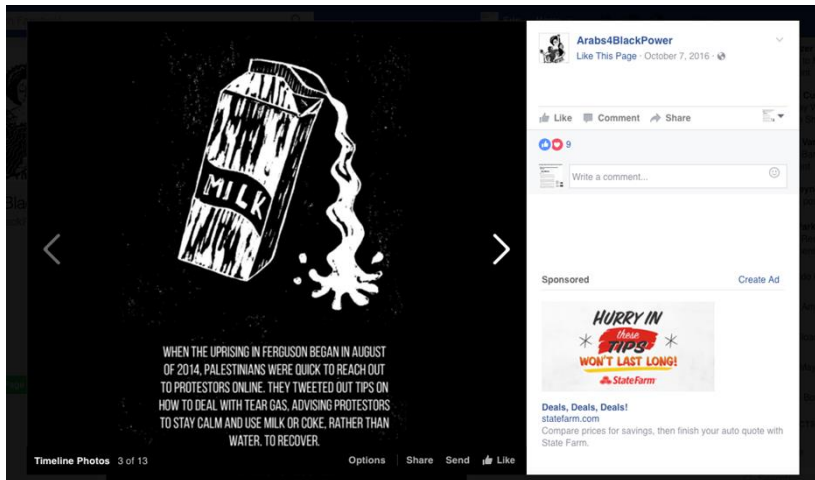 MILK
WHEN THE UPRISING IN FERGUSON BEGAN IN AUGUST
OF 2014, PALESTINIANS WERE QUICK TO REACH OUT
TO PROTESTORS ONLINE. THEY TWEETED OUT TIPS ON
HOW TO DEAL WITH TEAR GAS, ADVISING PROTESTORS
TO STAY CALM AND USE MILK OR COKE, RATHER THAN
WATER, TO RECOVER.
Timeline Photos 3 of 13
Options Share Send Like
Arabs4BlackPower
Like This Page · October 7, 2016 ·
Like Comment Share
9
Write a comment...
Sponsored Create Ad
HURRY IN
these
TIPS
WON'T LAST LONG!
StateFarm
Deals, Deals, Deals!
statefarm.com
Compare prices for savings, then finish your auto quote with
State Farm.